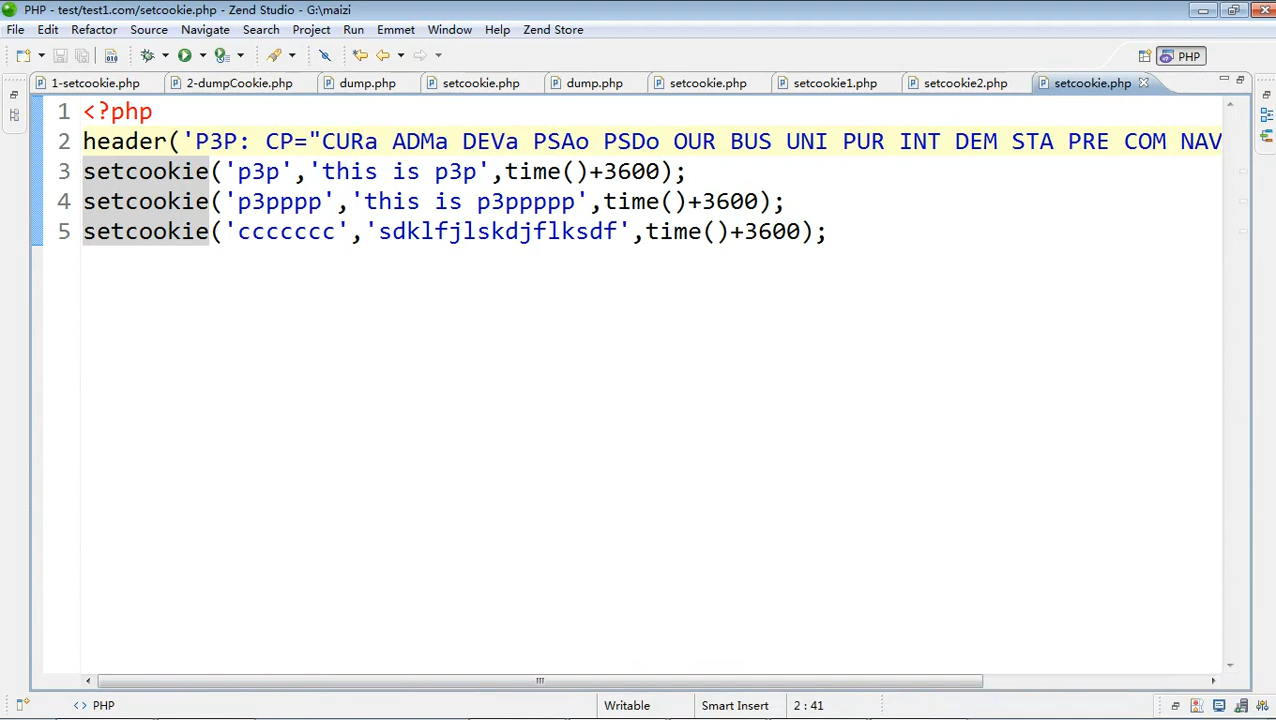 PHP - test/test1.com/setcookie.php - Zend Studio - G:\maizi
File Edit Refactor Source Navigate Search Project Run Emmet Window Help Zend Store
PHP
1-setcookie.php 2-dumpCookie.php dump.php setcookie.php dump.php setcookie.php setcookie1.php setcookie2.php setcookie.php
1 <?php
2 header('P3P: CP="CURa ADMa DEVa PSAo PSDo OUR BUS UNI PUR INT DEM STA PRE COM NAV
3 setcookie('p3p','this is p3p',time()+3600);
4 setcookie('p3pppp','this is p3ppppp',time()+3600);
5 setcookie('ccccccc','sdklfjlskdjflksdf',time()+3600);
<> PHP Writable Smart Insert 2 : 41